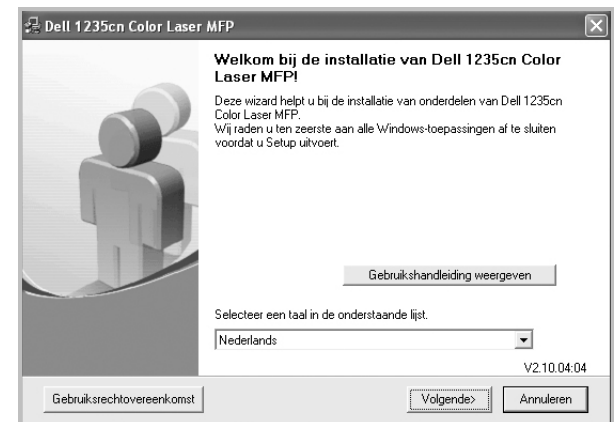 Dell 1235cn Color Laser MFP
Welkom bij de installatie van Dell 1235cn Color
Laser MFP!
Deze wizard helpt u bij de installatie van onderdelen van Dell 1235cn
Color Laser MFP.
Wij raden u ten zeerste aan alle Windows-toepassingen af te sluiten
voordat u Setup uitvoert.
Gebruikshandleiding weergeven
Selecteer een taal in de onderstaande lijst.
Nederlands
V2.10.04:04
Gebruiksrechtovereenkomst
Volgende>
Annuleren